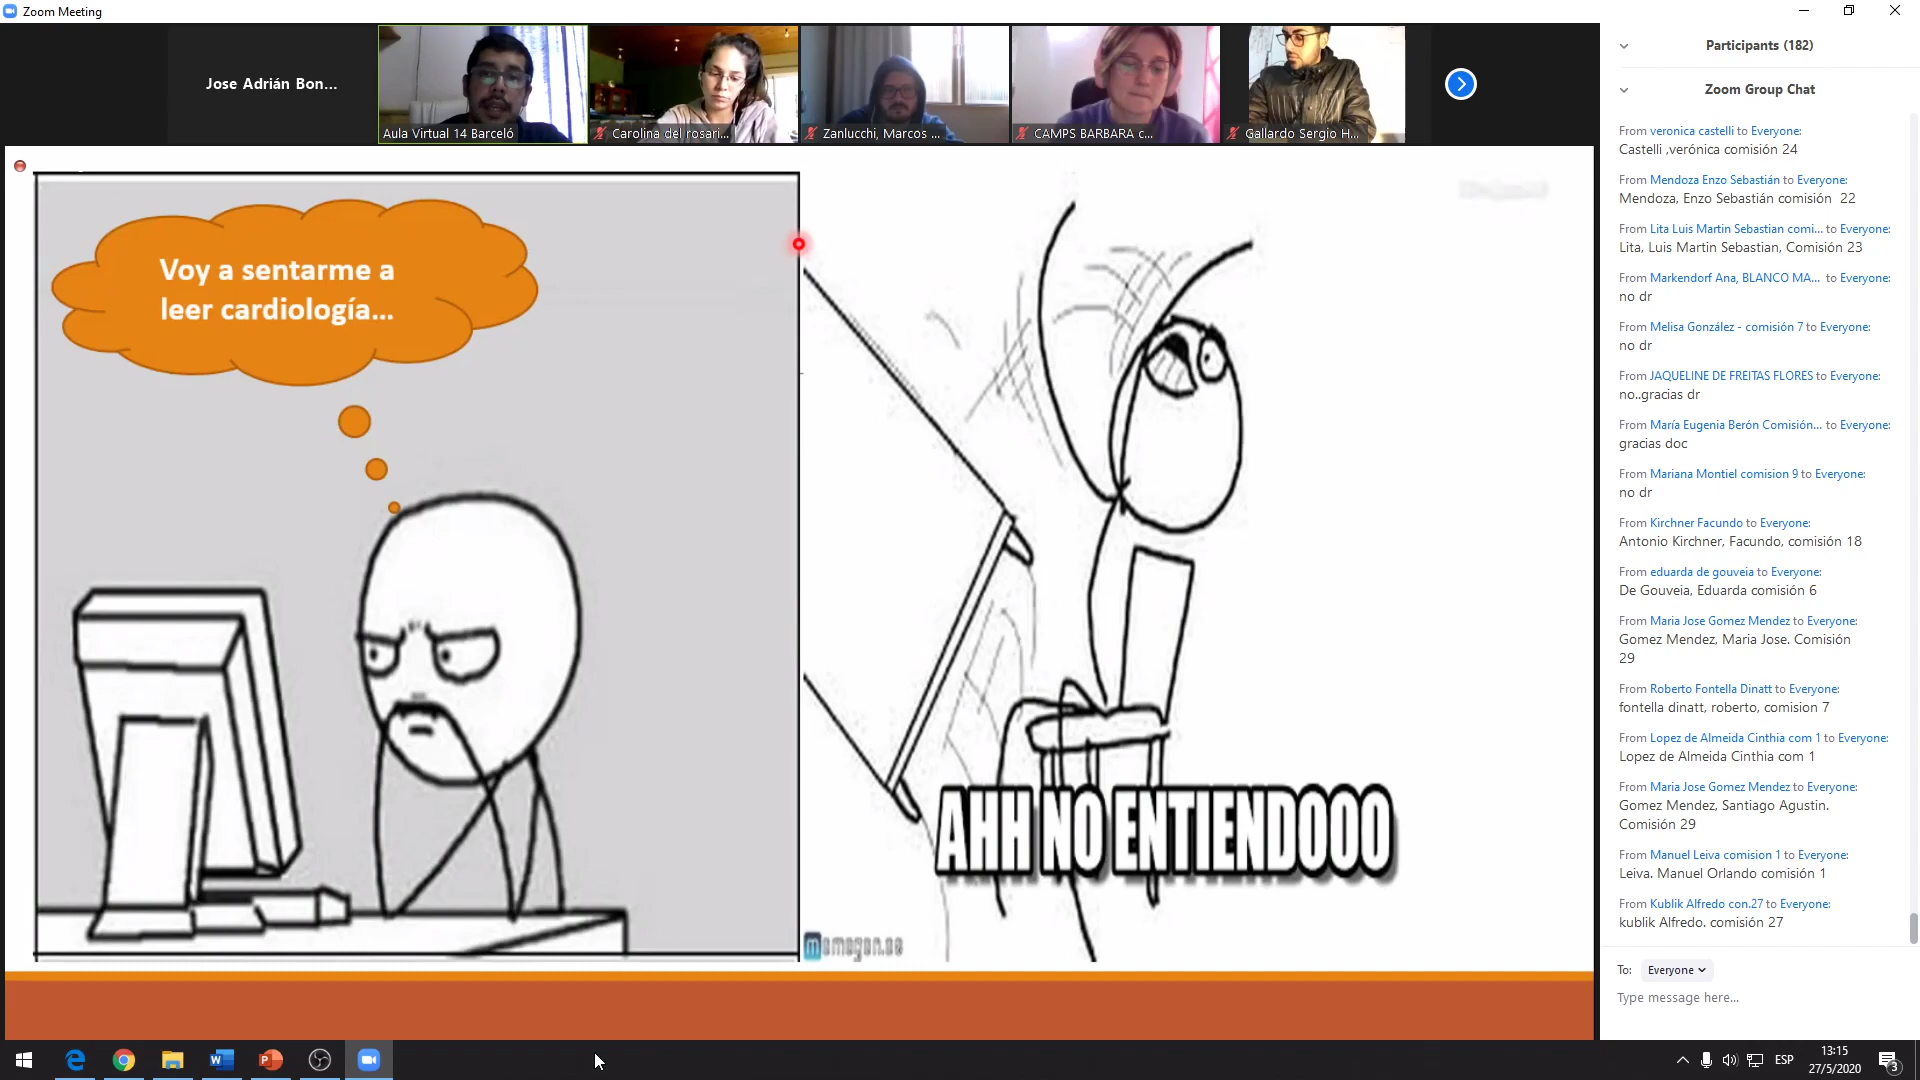 Zoom Meeting
Jose Adrián Bon...
Aula Virtual 14 Barceló
Carolina del rosari...
Zanlucchi, Marcos ...
CAMPS BARBARA c...
Gallardo Sergio H...
Voy a sentarme a
leer cardiología...
AHH NO ENTIENDOOO
memegen.es
Participants (182)
Zoom Group Chat
From veronica castelli to Everyone:
Castelli ,verónica comisión 24
From Mendoza Enzo Sebastián to Everyone:
Mendoza, Enzo Sebastián comisión 22
From Lita Luis Martin Sebastian comi... to Everyone:
Lita, Luis Martin Sebastian, Comisión 23
From Markendorf Ana, BLANCO MA... to Everyone:
no dr
From Melisa González - comisión 7 to Everyone:
no dr
From JAQUELINE DE FREITAS FLORES to Everyone:
no..gracias dr
From María Eugenia Berón Comisión... to Everyone:
gracias doc
From Mariana Montiel comision 9 to Everyone:
no dr
From Kirchner Facundo to Everyone:
Antonio Kirchner, Facundo, comisión 18
From eduarda de gouveia to Everyone:
De Gouveia, Eduarda comisión 6
From Maria Jose Gomez Mendez to Everyone:
Gomez Mendez, Maria Jose. Comisión
29
From Roberto Fontella Dinatt to Everyone:
fontella dinatt, roberto, comision 7
From Lopez de Almeida Cinthia com 1 to Everyone:
Lopez de Almeida Cinthia com 1
From Maria Jose Gomez Mendez to Everyone:
Gomez Mendez, Santiago Agustin.
Comisión 29
From Manuel Leiva comision 1 to Everyone:
Leiva. Manuel Orlando comisión 1
From Kublik Alfredo con.27 to Everyone:
kublik Alfredo. comisión 27
To: Everyone
Type message here...
ESP
13:15
27/5/2020
3